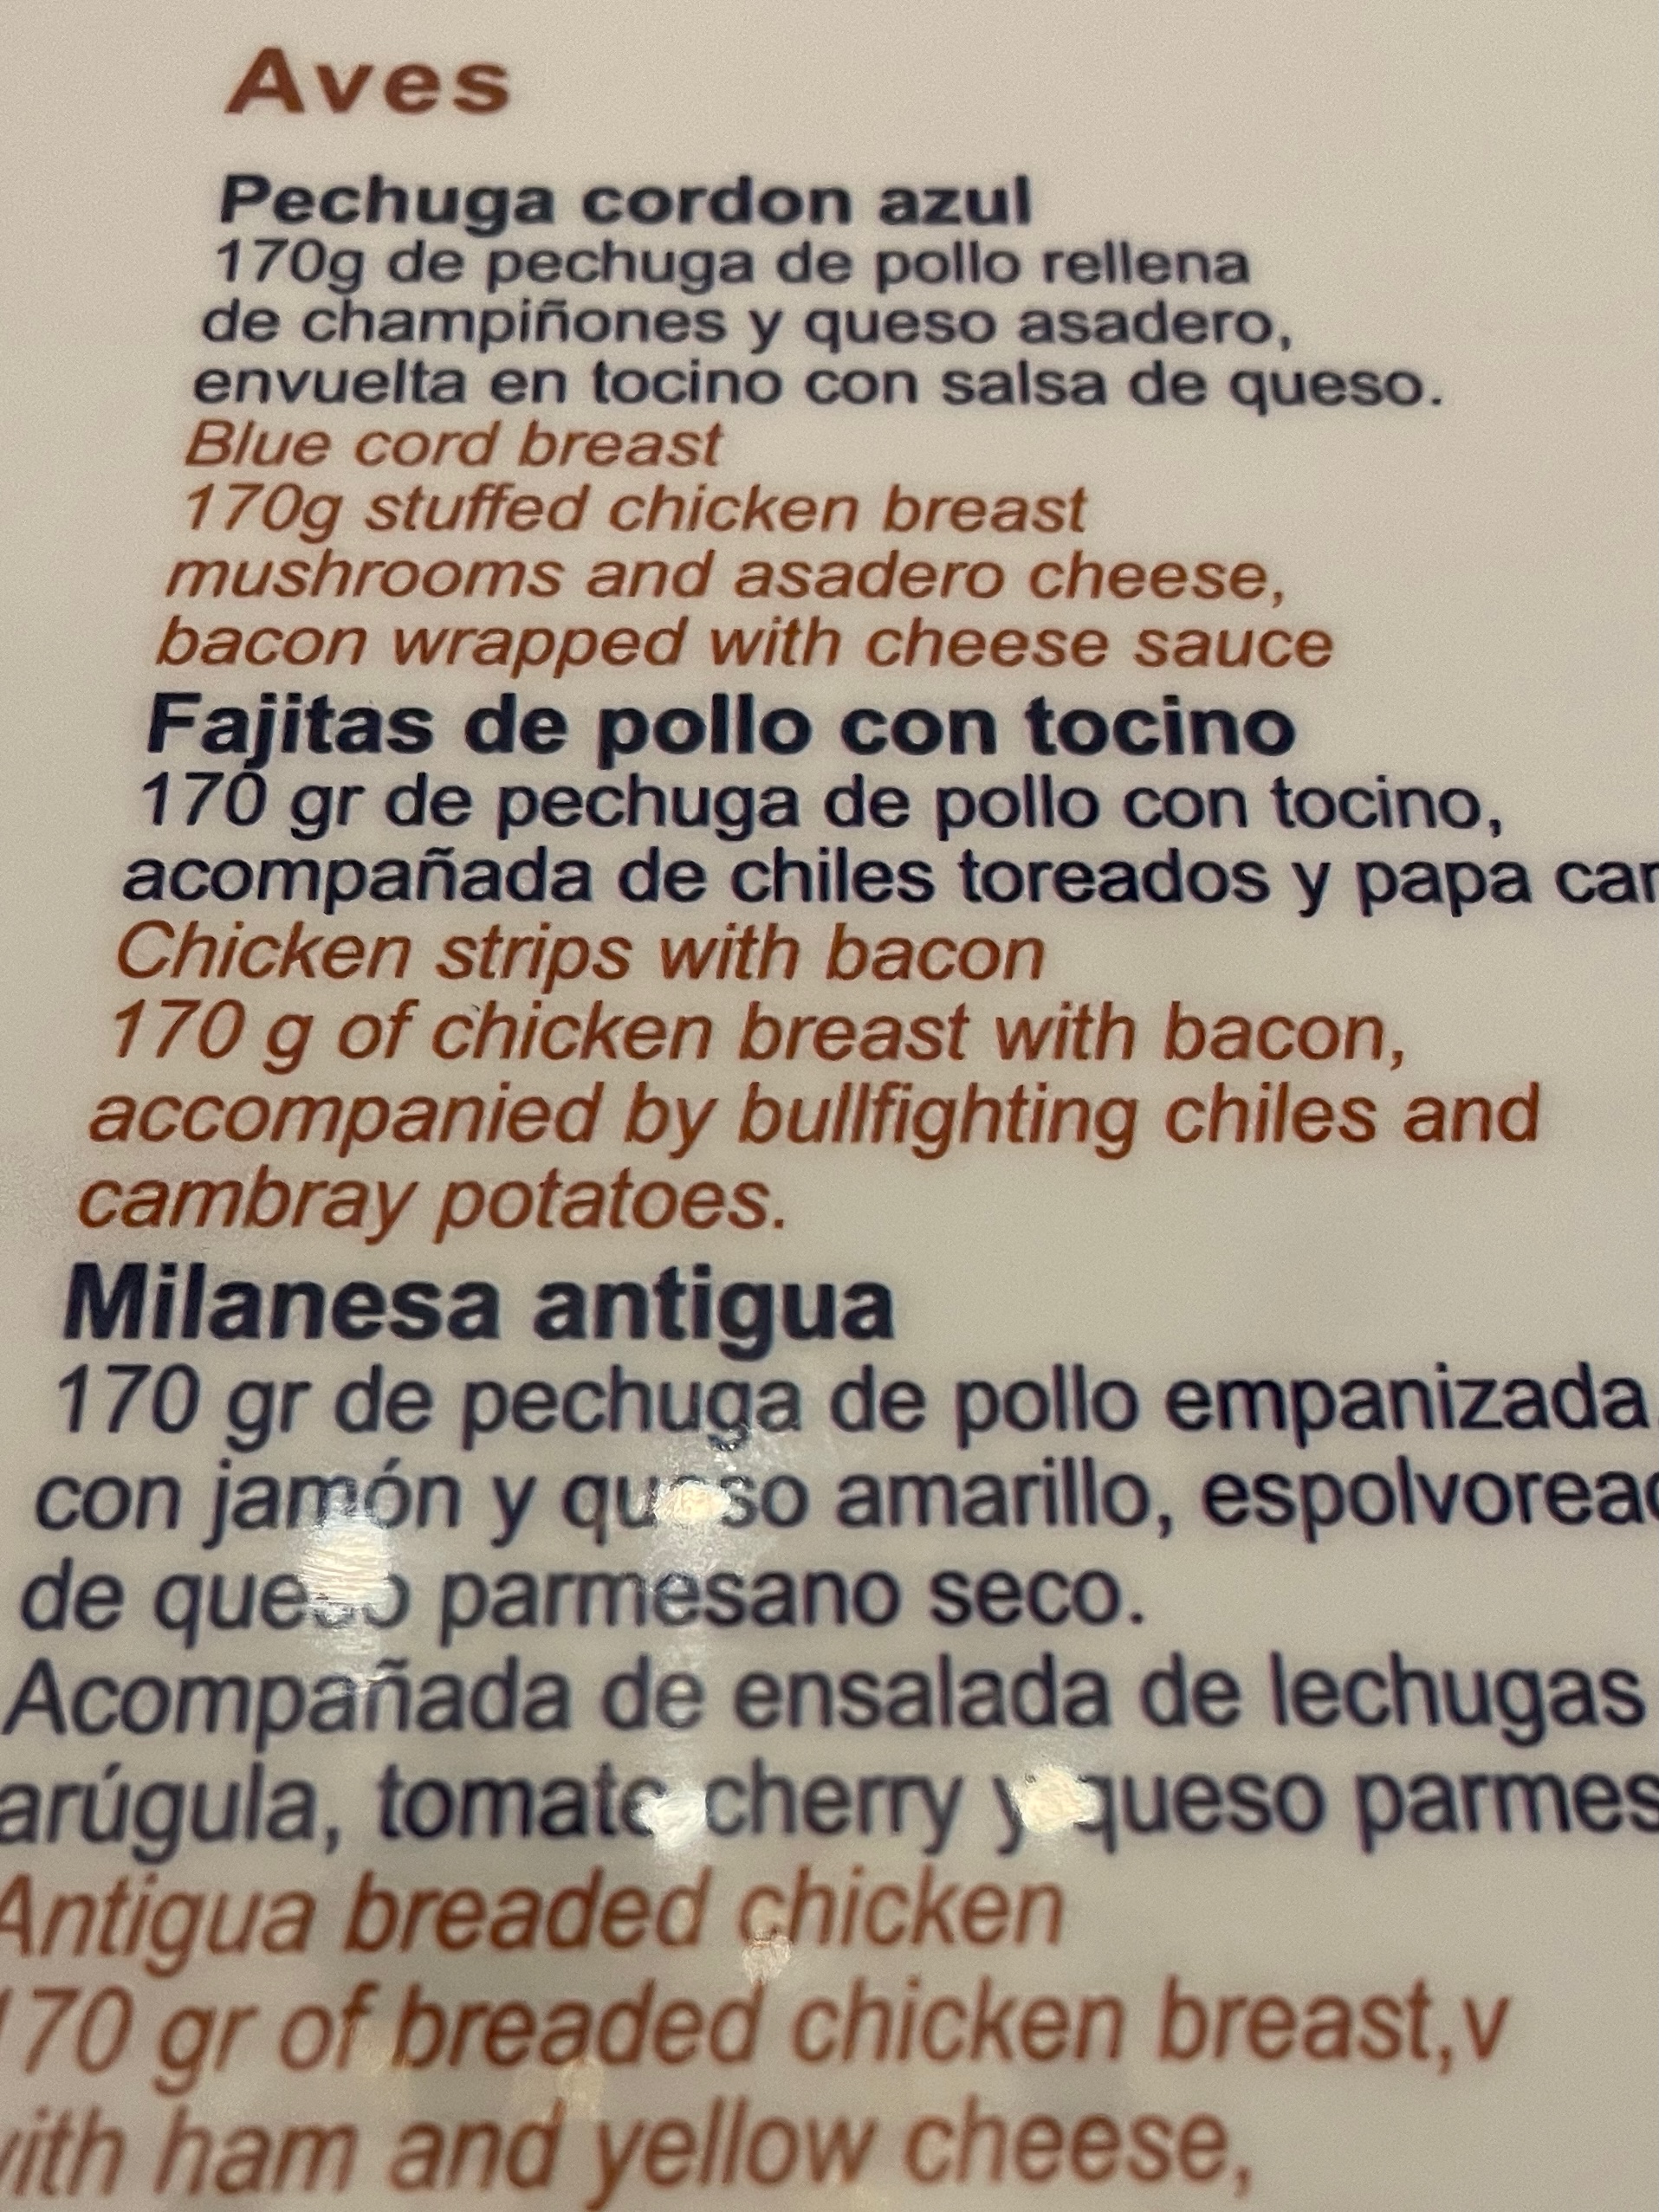 Aves
Pechuga cordon azul
170g de pechuga de pollo rellena
de champiñones y queso asadero,
envuelta en tocino con salsa de queso.
Blue cord breast
170g stuffed chicken breast
mushrooms and asadero cheese,
bacon wrapped with cheese sauce
Fajitas de pollo con tocino
170 gr de pechuga de pollo con tocino,
acompañada de chiles toreados y papa
Chicken strips with bacon
170 g of chicken breast with bacon,
accompanied by bullfighting chiles and
cambray potatoes.
Milanesa antigua
170 gr de pechuga de pollo empanizada
con jamón y queso amarillo,
de queso parmesano seco.
Acompañada de ensalada de lechugas
arúgula, tomate cherry y queso
Antigua breaded chicken
170 gr of breaded chicken breast,v
with ham and yellow cheese,